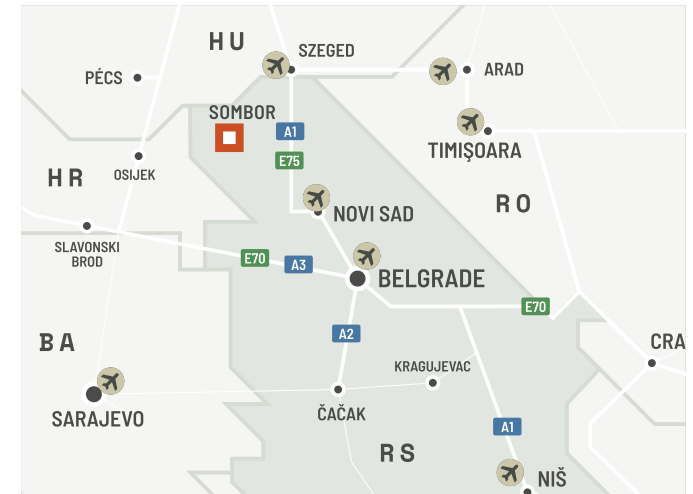 HU
SZEGED
PÉCS
ARAD
SOMBOR
A1
TIMIŞOARA
E75
HR
OSIJEK
RO
NOVI SAD
SLAVONSKI
BROD
E70
A3
BELGRADE
E70
A2
BA
CRA
KRAGUJEVAC
SARAJEVO
ČAČAK
A1
RS
NIŠ